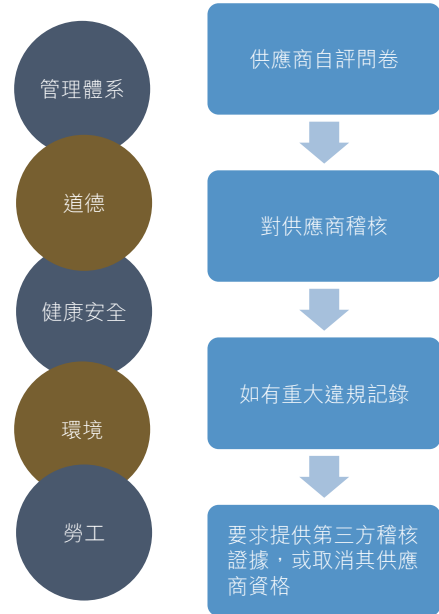 管理體系
道德
健康安全
環境
勞工
供應商自評問卷
對供應商稽核
如有重大違規記錄
要求提供第三方稽核
證據，或取消其供應
商資格